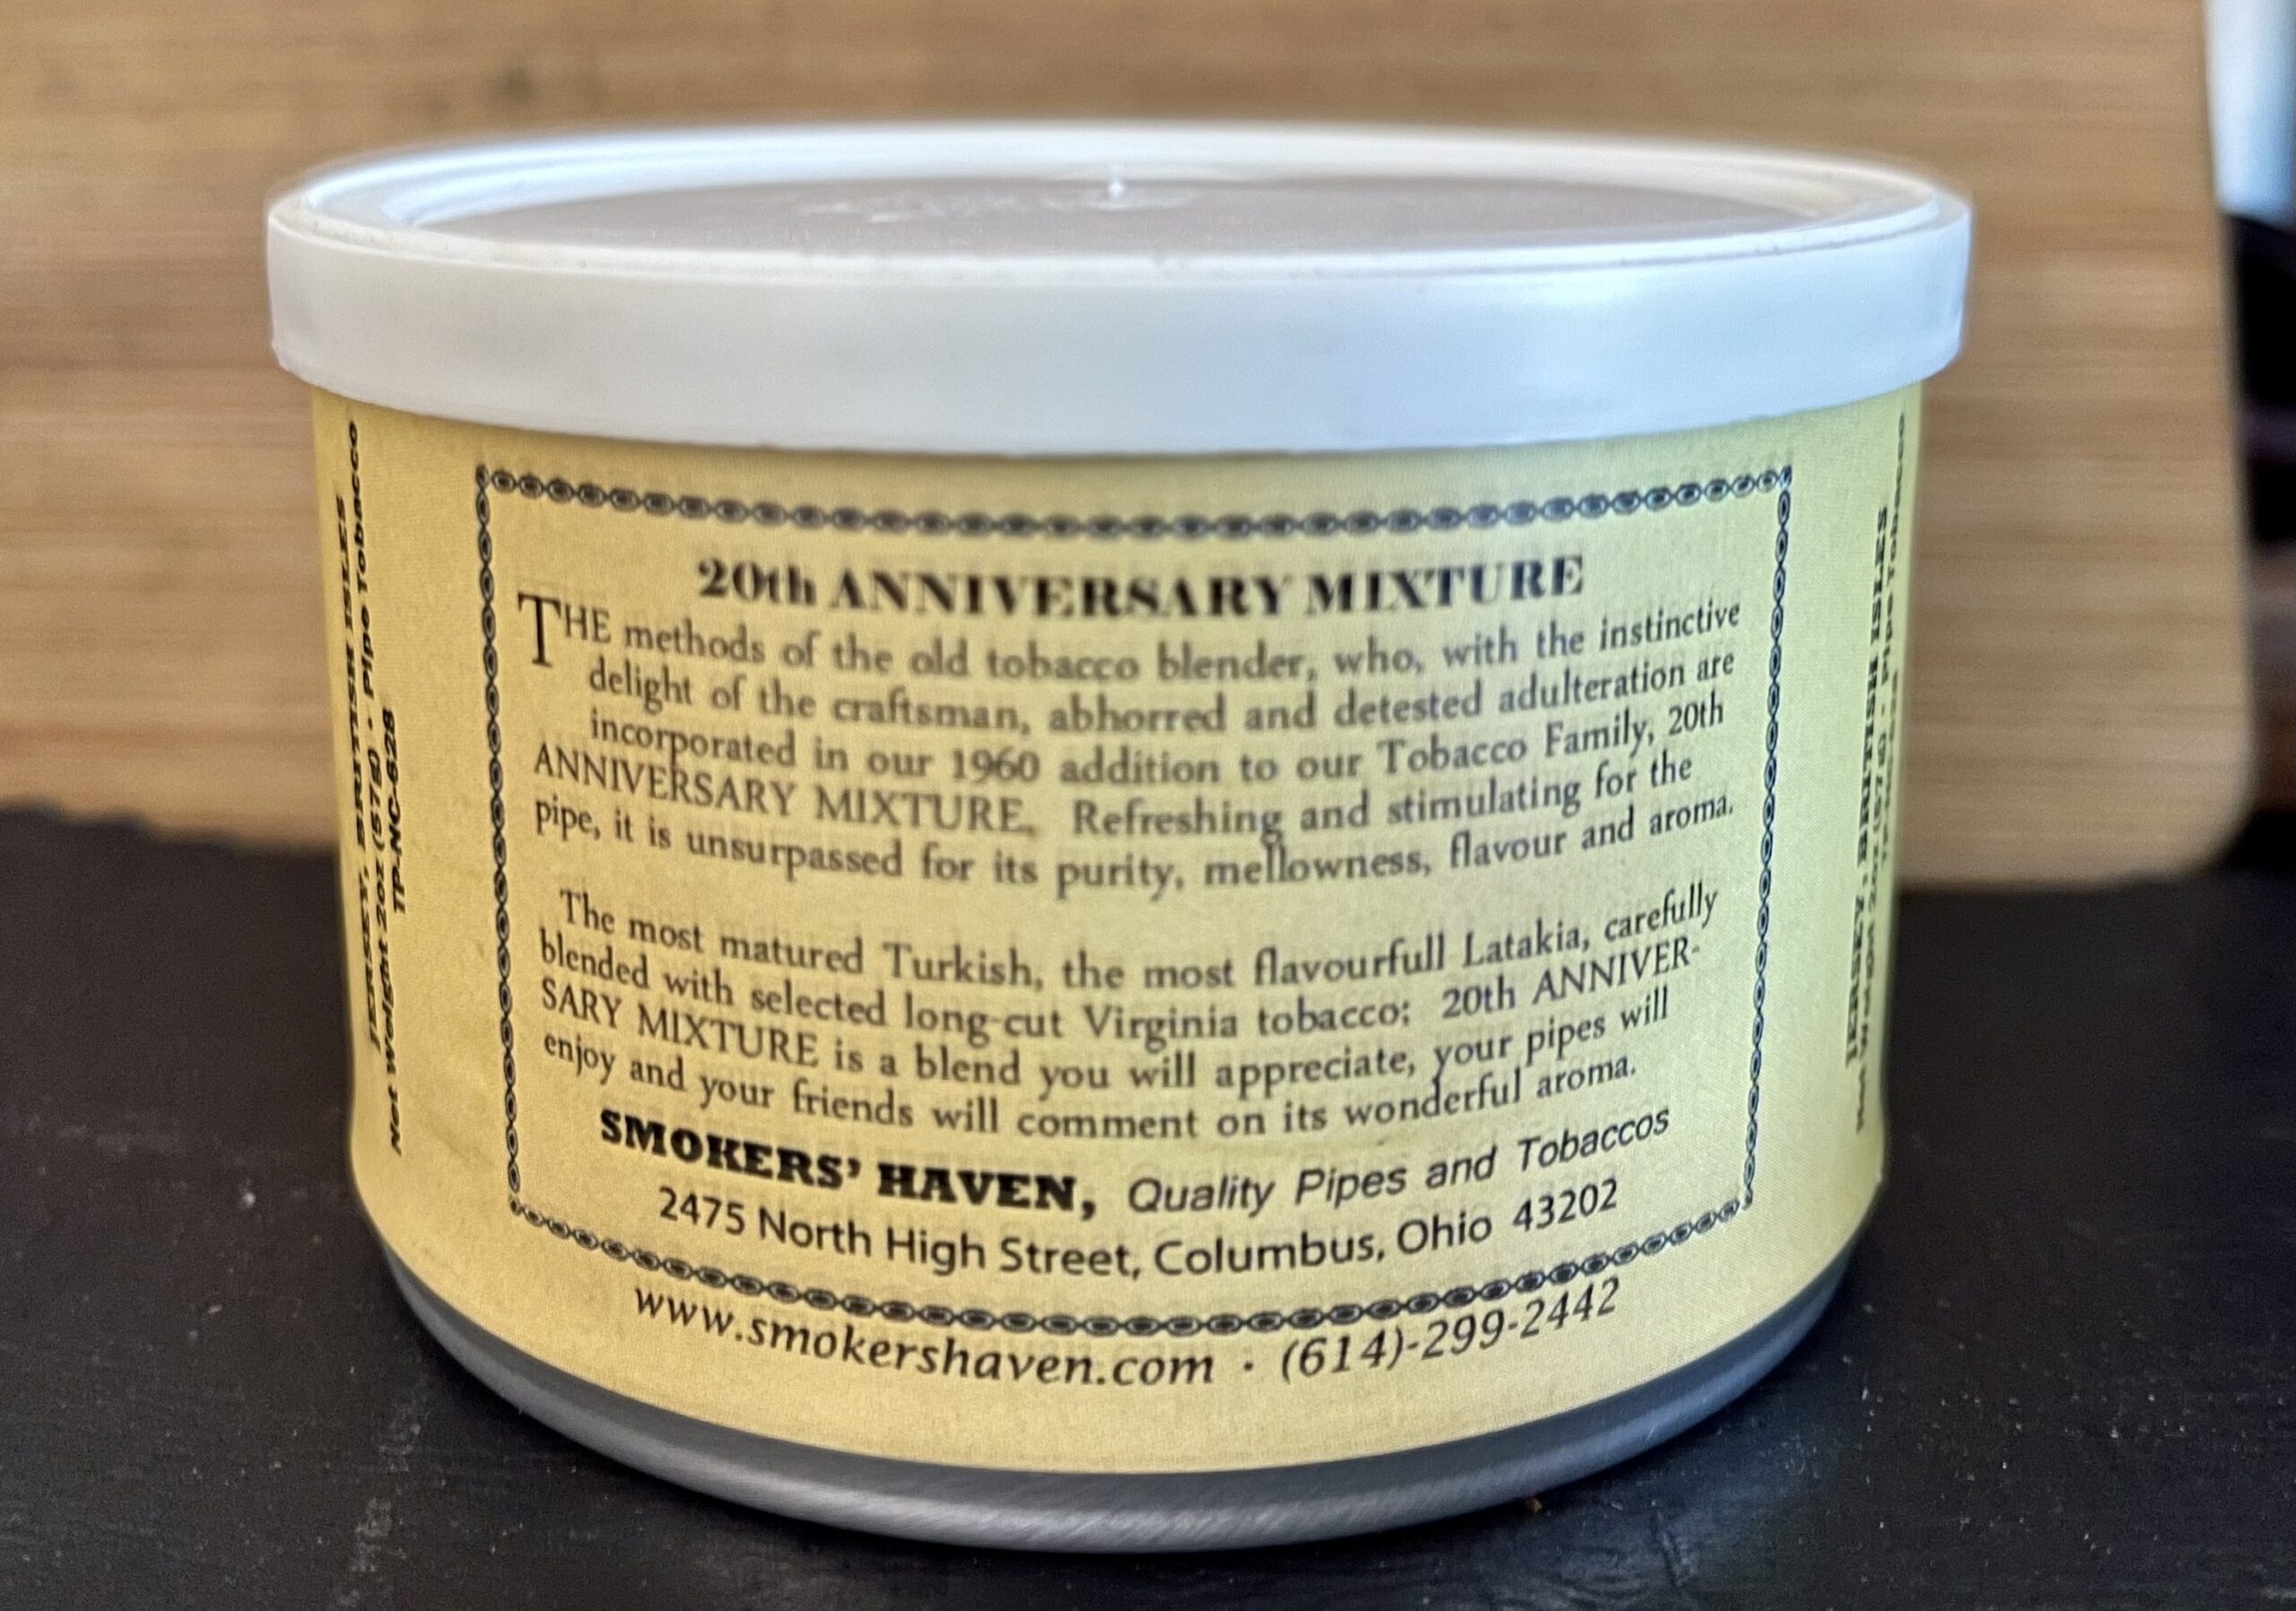 20th ANNIVERSARY MIXTURE
THE methods of the old tobacco blender, who, with the instinctive
delight of the craftsman, abhorred and detested adulteration are
incorporated in our 1960 addition to our Tobacco Family, 20th
ANNIVERSARY MIXTURE. Refreshing and stimulating for the
pipe, it is unsurpassed for its purity, mellowness, flavour and aroma.
The most matured Turkish, the most flavourfull Latakia, carefully
blended with selected long-cut Virginia tobacco: 20th ANNIVER-
SARY MIXTURE is a blend you will appreciate, your pipes will
enjoy and your friends will comment on its wonderful aroma.
SMOKERS' HAVEN, Quality Pipes and Tobaccos
2475 North High Street, Columbus, Ohio 43202
www.smokershaven.com · (614)-299-2442
JERSEY, BRITISH ISLES
Net weight 2oz (57g) · Pipe Tobacco
TP-NC-628
JERSEY, BRITISH ISLES
Pipe Tobacco